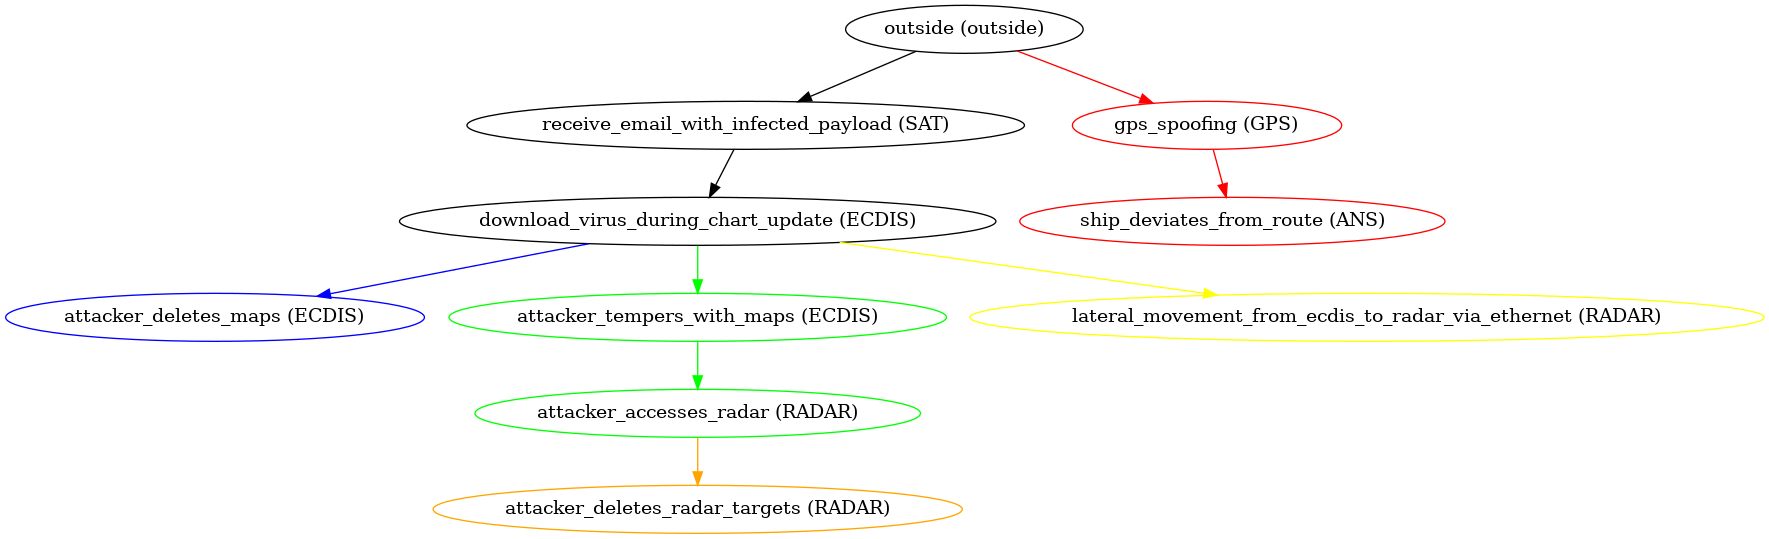 outside (outside)
receive_email_with_infected_payload (SAT)
gps_spoofing (GPS)
download_virus_during_chart_update (ECDIS)
ship_deviates_from_route (ANS)
attacker_deletes_maps (ECDIS)
attacker_tempers_with_maps (ECDIS)
lateral_movement_from_ecdis_to_radar_via_ethernet (RADAR)
attacker_accesses_radar (RADAR)
attacker_deletes_radar_targets (RADAR)